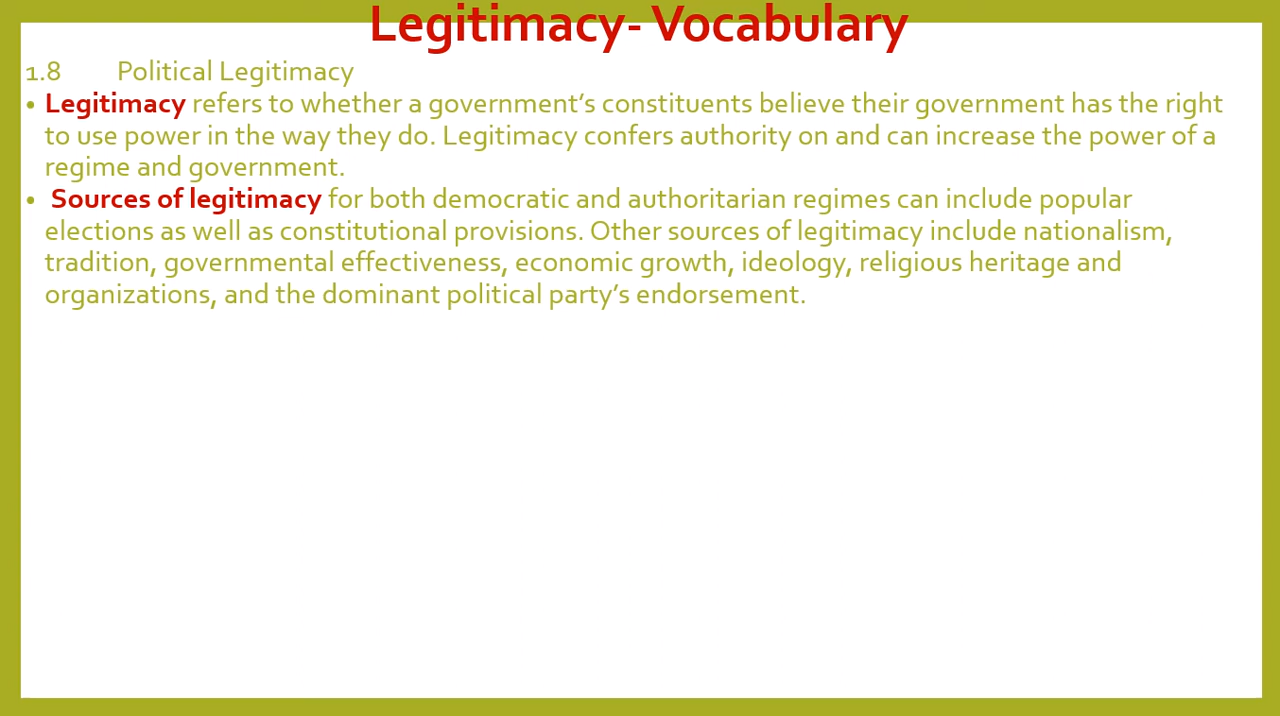 Legitimacy- Vocabulary
1.8 Political Legitimacy
• Legitimacy refers to whether a government’s constituents believe their government has the right
to use power in the way they do. Legitimacy confers authority on and can increase the power of a
regime and government.
• Sources of legitimacy for both democratic and authoritarian regimes can include popular
elections as well as constitutional provisions. Other sources of legitimacy include nationalism,
tradition, governmental effectiveness, economic growth, ideology, religious heritage and
organizations, and the dominant political party’s endorsement.